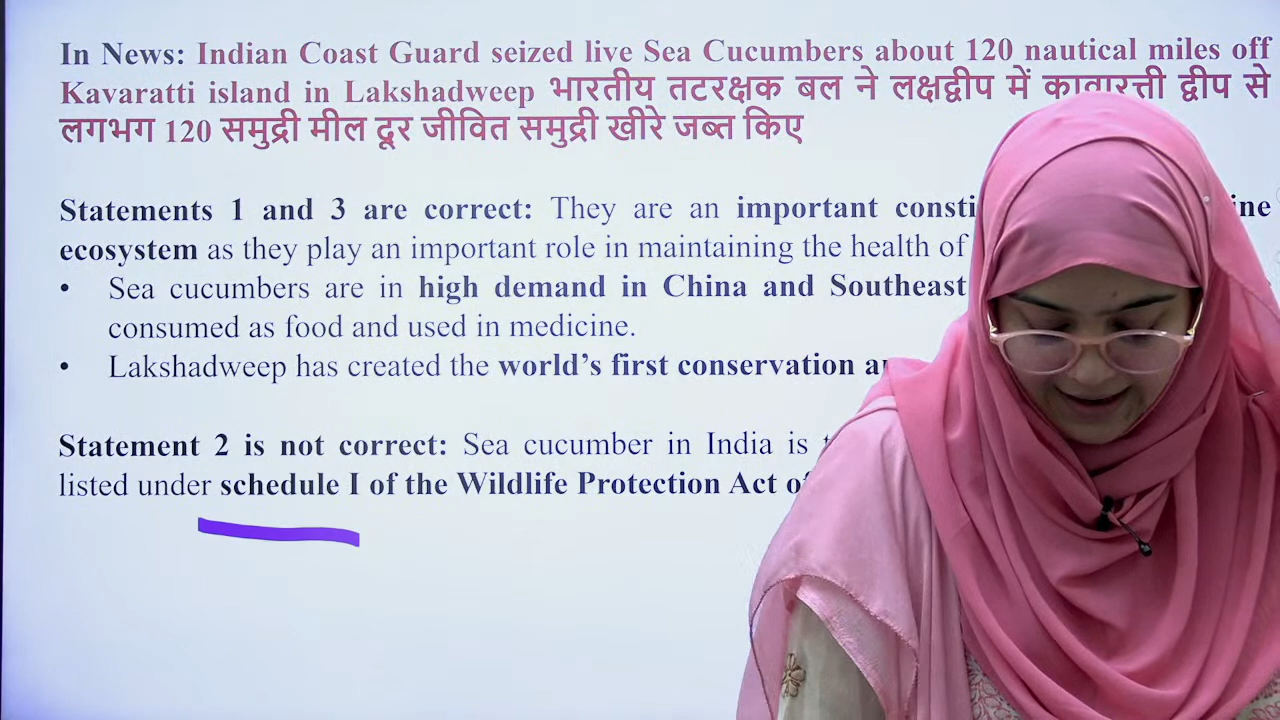 In News: Indian Coast Guard seized live Sea Cucumbers about 120 nautical miles off
Kavaratti island in Lakshadweep भारतीय तटरक्षक बल ने लक्षद्वीप में कावारत्ती द्वीप से
लगभग 120 समुद्री मील दूर जीवित समुद्री खीरे जब्त किए
Statements 1 and 3 are correct: They are an important
ecosystem as they play an important role in maintaining the health of
• Sea cucumbers are in high demand in China and Southeast
consumed as food and used in medicine.
• Lakshadweep has created the world's first conservation
Statement 2 is not correct: Sea cucumber in India is
listed under schedule I of the Wildlife Protection Act